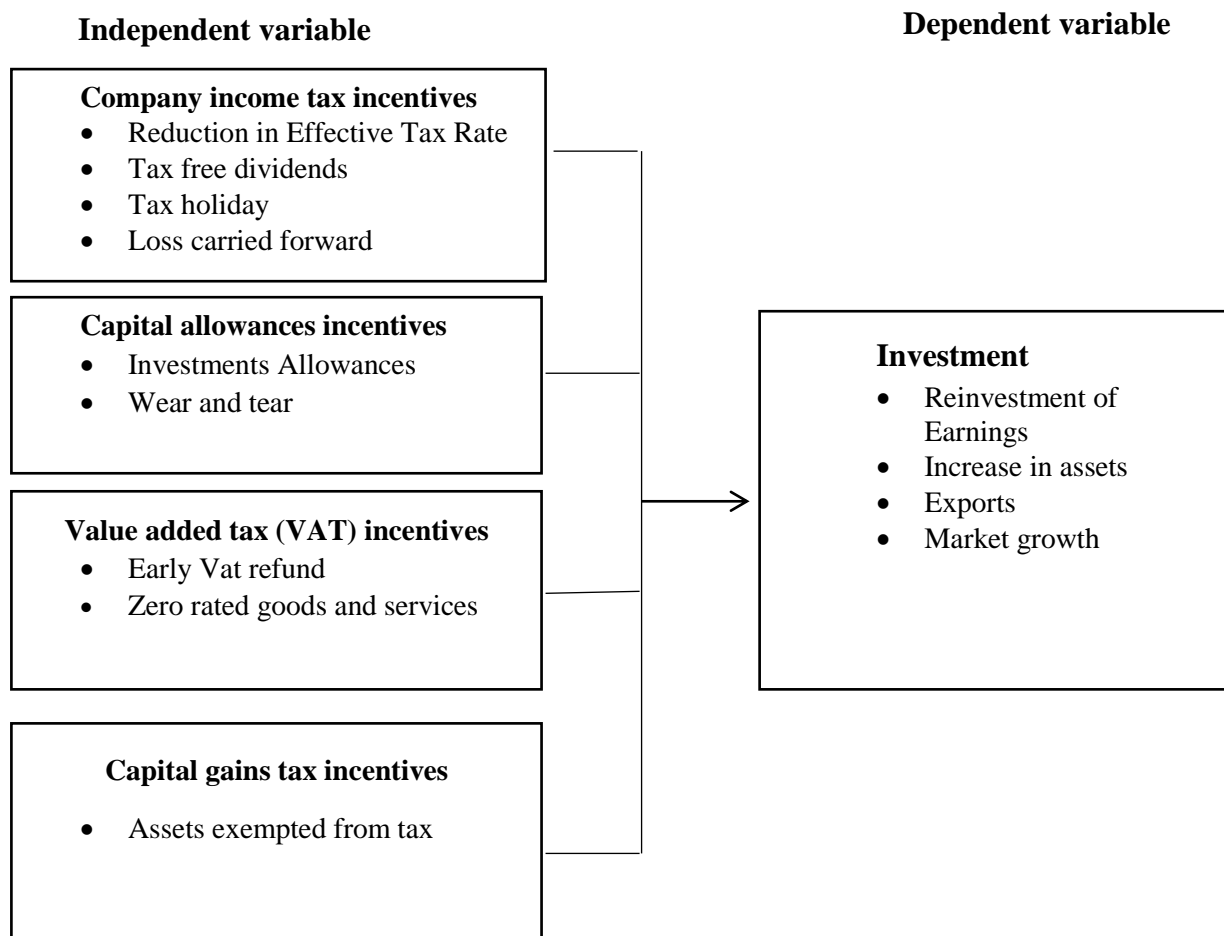 Independent variable
Dependent variable
Company income tax incentives
• Reduction in Effective Tax Rate
• Tax free dividends
• Tax holiday
• Loss carried forward
Capital allowances incentives
• Investments Allowances
• Wear and tear
Value added tax (VAT) incentives
• Early Vat refund
• Zero rated goods and services
Capital gains tax incentives
• Assets exempted from tax
Investment
• Reinvestment of
Earnings
• Increase in assets
• Exports
• Market growth